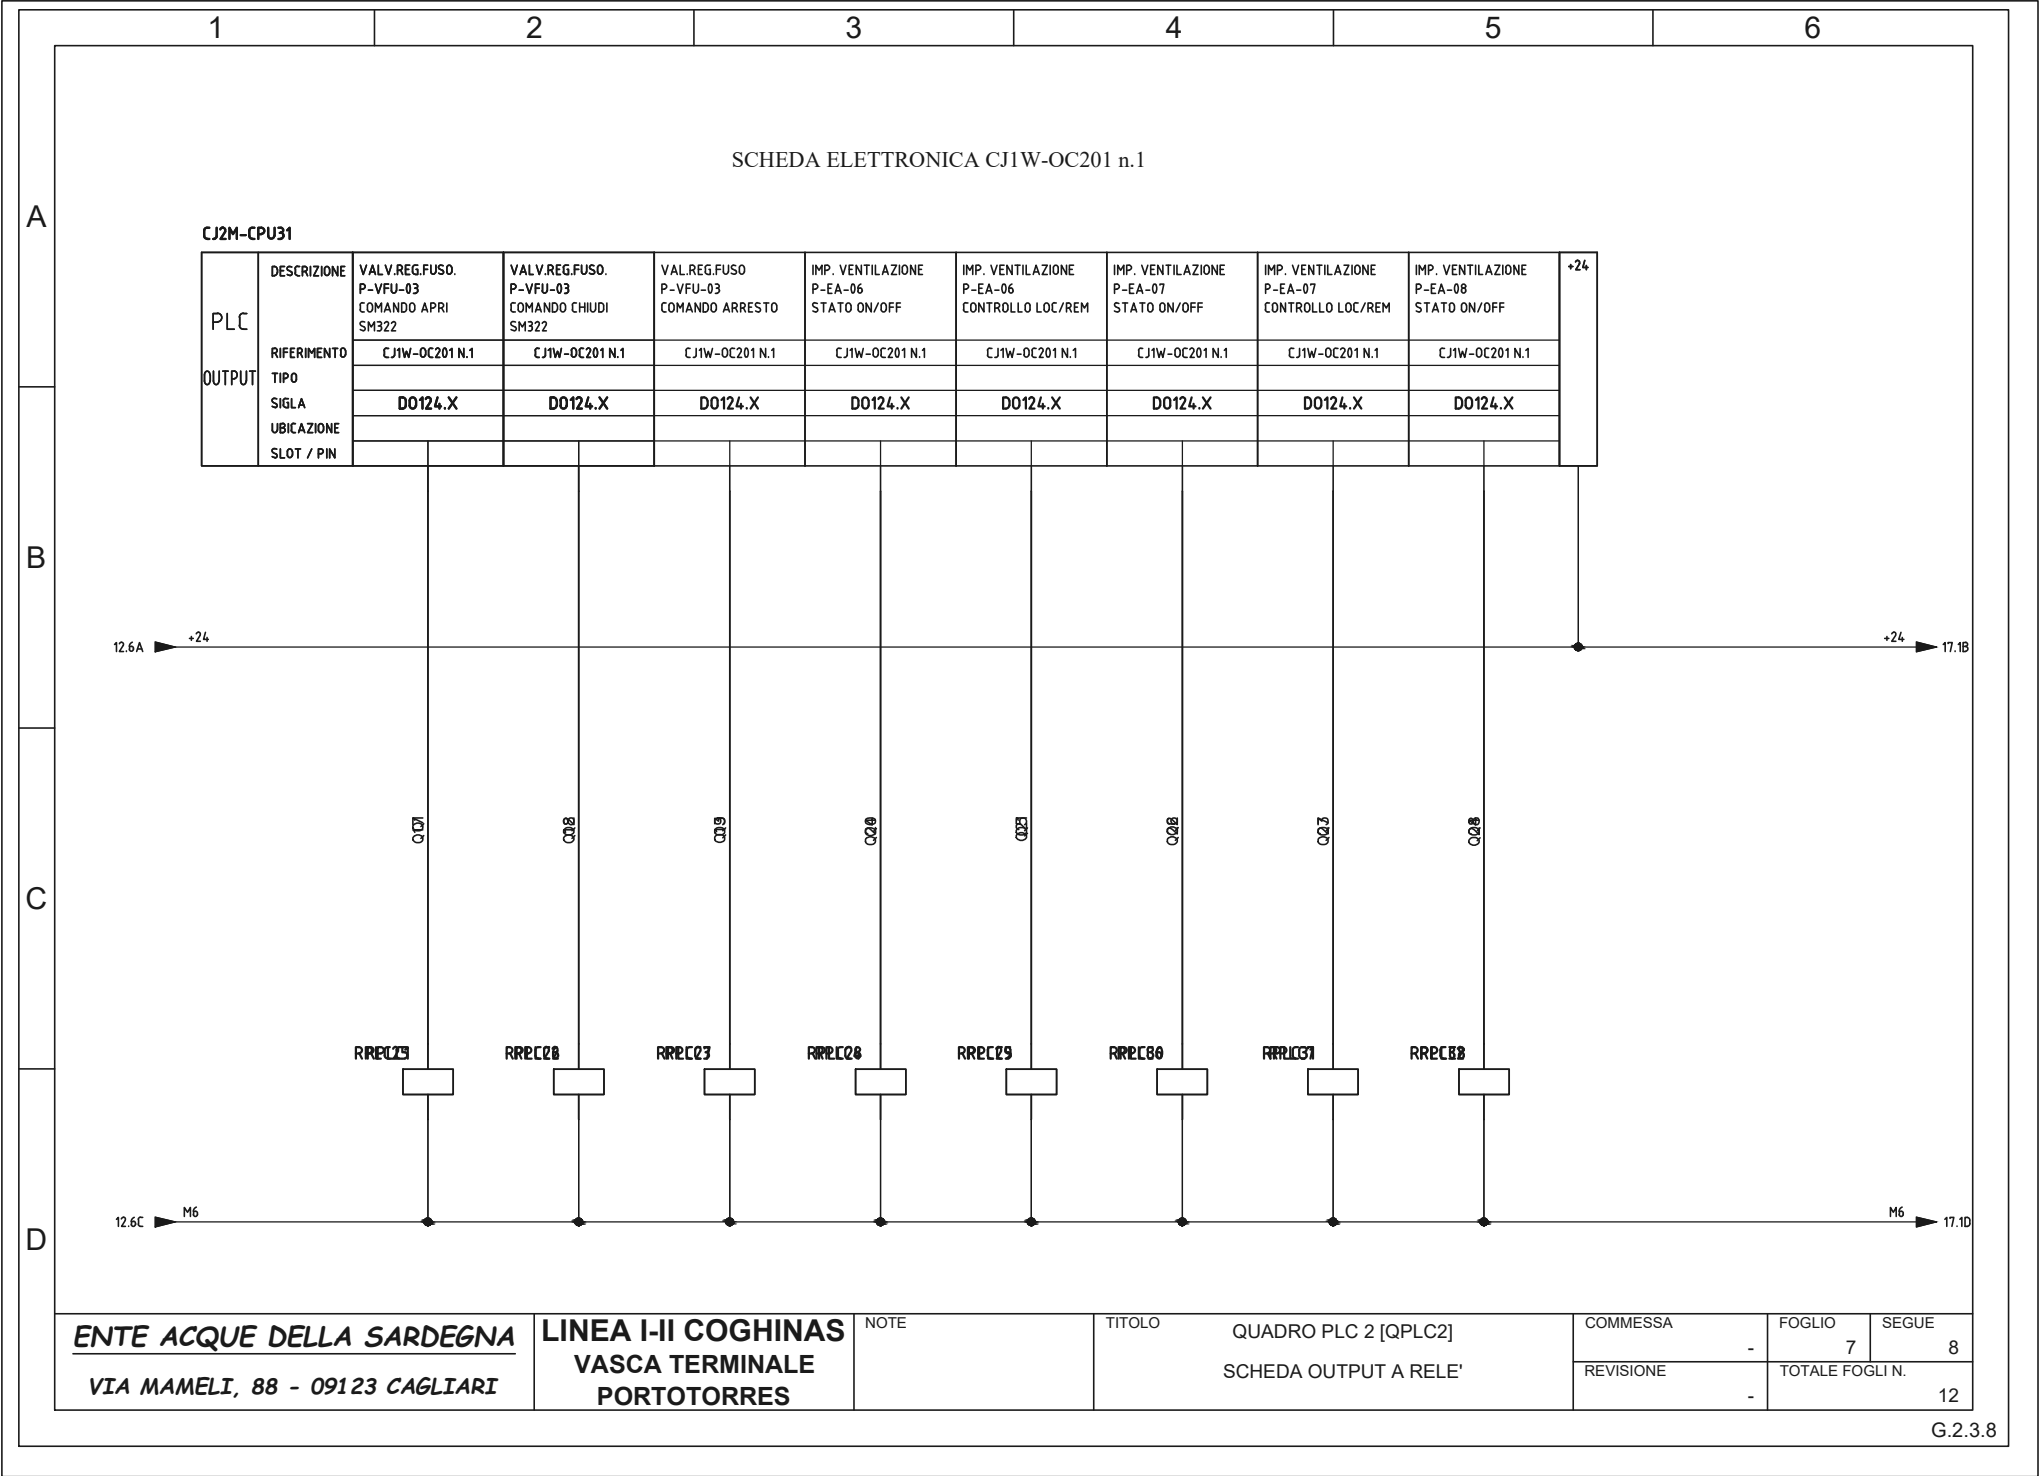 1 2 3 4 5 6
A
B
C
D
SCHEDA ELETTRONICA CJ1W-OC201 n.1
CJ2M-CPU31
PLC
OUTPUT
DESCRIZIONE
VALV.REG.FUSO.
P-VFU-03
COMANDO APRI
SM322
VALV.REG.FUSO.
P-VFU-03
COMANDO CHIUDI
SM322
VAL.REG.FUSO
P-VFU-03
COMANDO ARRESTO
IMP. VENTILAZIONE
P-EA-06
STATO ON/OFF
IMP. VENTILAZIONE
P-EA-06
CONTROLLO LOC/REM
IMP. VENTILAZIONE
P-EA-07
STATO ON/OFF
IMP. VENTILAZIONE
P-EA-07
CONTROLLO LOC/REM
IMP. VENTILAZIONE
P-EA-08
STATO ON/OFF
+24
RIFERIMENTO CJ1W-OC201 N.1 CJ1W-OC201 N.1 CJ1W-OC201 N.1 CJ1W-OC201 N.1 CJ1W-OC201 N.1 CJ1W-OC201 N.1 CJ1W-OC201 N.1 CJ1W-OC201 N.1
TIPO
SIGLA DO124.X DO124.X DO124.X DO124.X DO124.X DO124.X DO124.X DO124.X
UBICAZIONE
SLOT / PIN
12.6A +24 +24 17.1B
12.6C M6 M6 17.1D
ENTE ACQUE DELLA SARDEGNA
VIA MAMELI, 88 - 09123 CAGLIARI
LINEA I-II COGHINAS
VASCA TERMINALE
PORTOTORRES
NOTE
TITOLO
QUADRO PLC 2 [QPLC2]
SCHEDA OUTPUT A RELE'
COMMESSA
-
REVISIONE
-
FOGLIO
7
SEGUE
8
TOTALE FOGLI N.
12
G.2.3.8